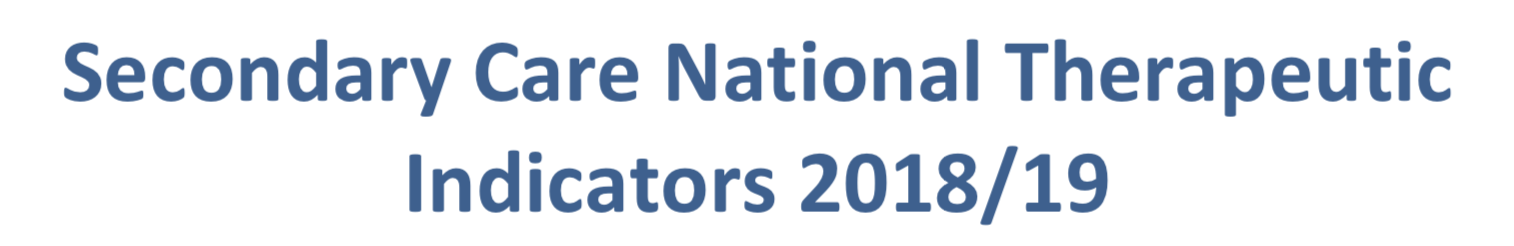 Secondary Care National Therapeutic
Indicators 2018/19